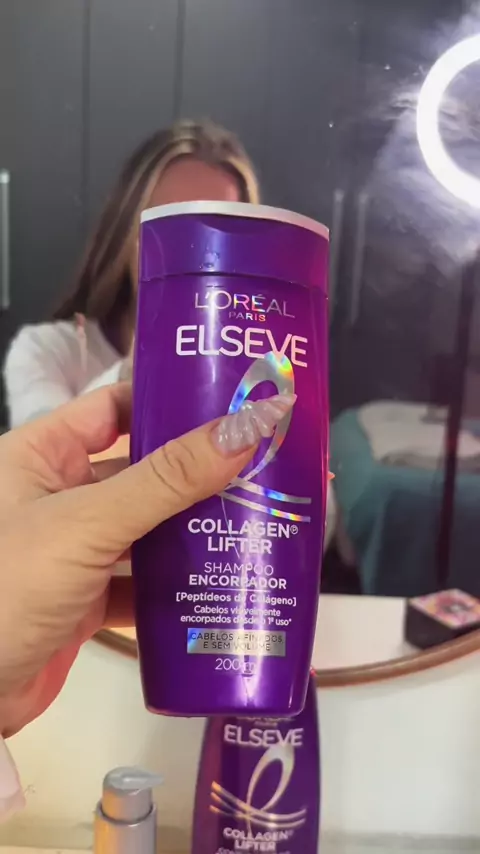 L'ORÉAL
PARIS
ELSEVE
COLLAGEN℗
LIFTER
SHAMPOO
ENCORPADOR
[Peptídeos de Colágeno]
Cabelos visivelmente
encorpados desde o 1º uso*
CABELOS AFINADOS
E SEM VOLUME
200
ELSEVE
COLLAGEN
LIFTER